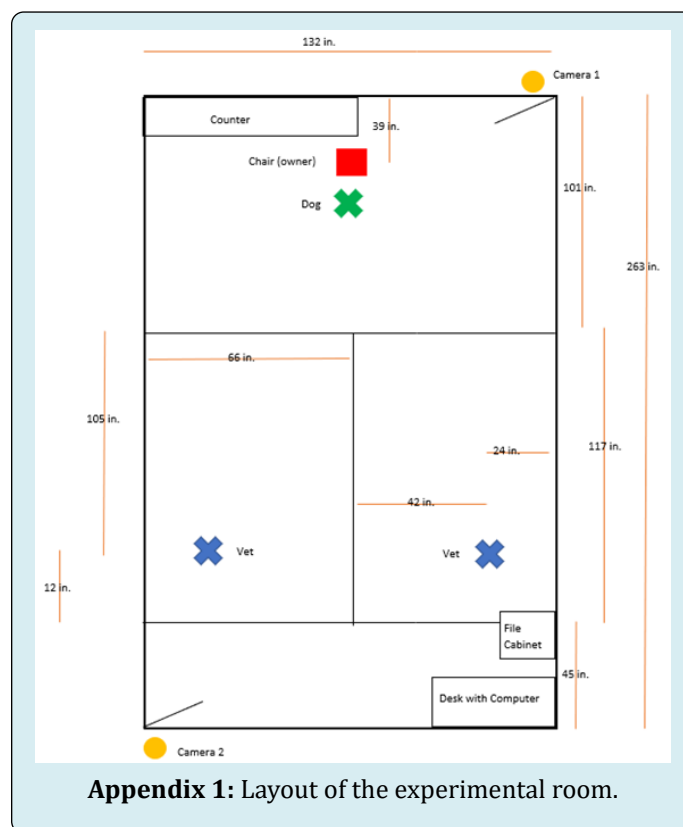 132 in.
Camera 1
Counter
39 in.
Chair (owner)
101 in.
Dog
263 in.
66 in.
105 in.
24 in.
117 in.
42 in.
Vet
Vet
12 in.
File
Cabinet
45 in.
Desk with Computer
Camera 2
Appendix 1: Layout of the experimental room.